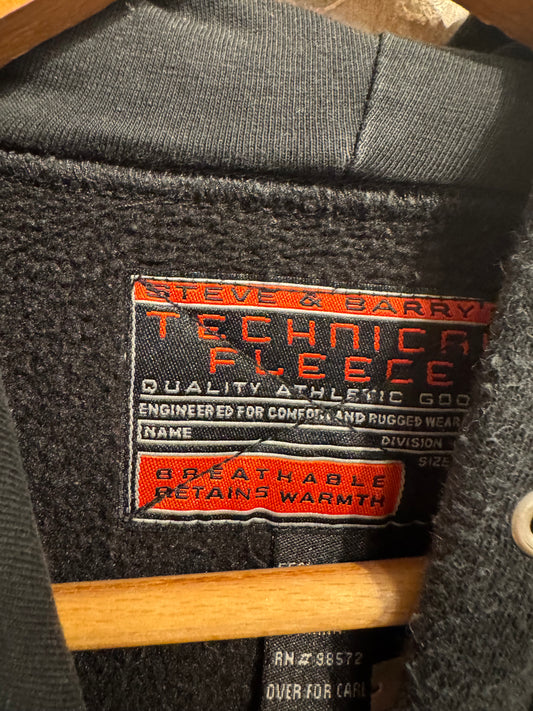 STEVE & BARRY
TECHNICA
FLEECE
QUALITY ATHLETIC GOO
ENGINEERED FOR COMFORT AND RUGGED WEAR
NAME DIVISION
SIZE
BREATHABLE
RETAINS WARMTH
RN # 98572
OVER FOR CAR